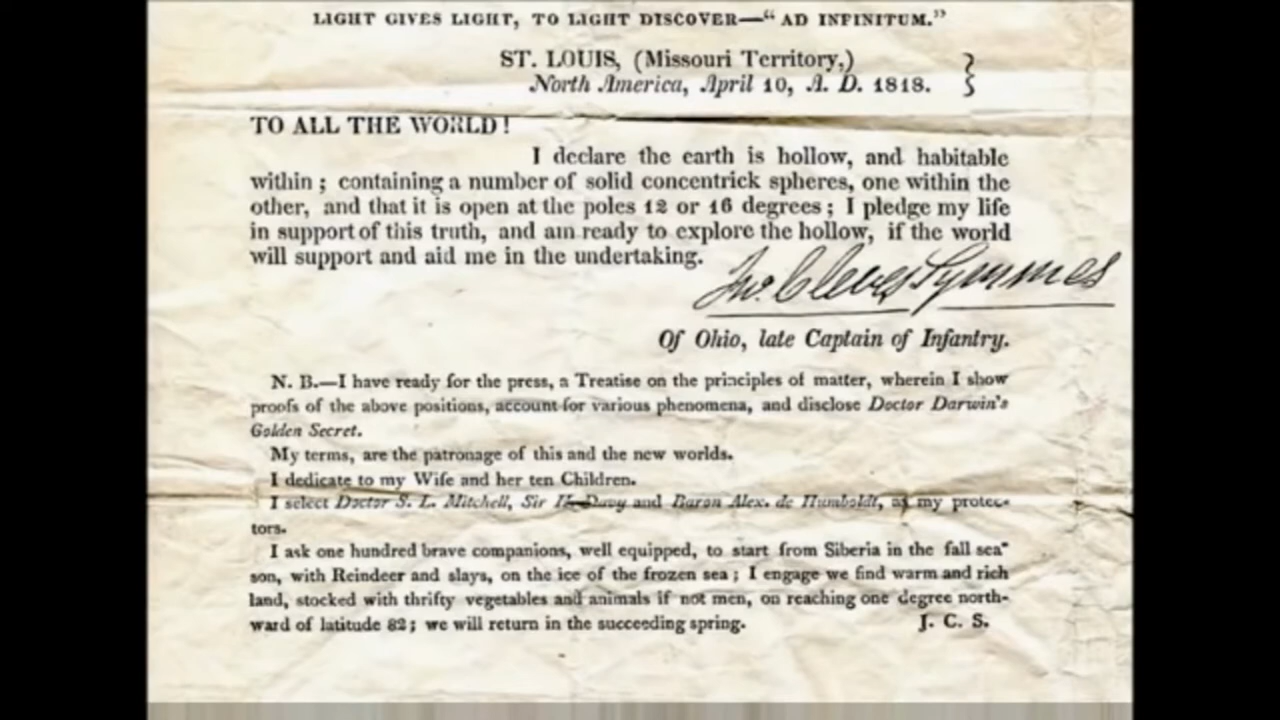 LIGHT GIVES LIGHT, TO LIGHT DISCOVER—“ AD INFINITUM.”
ST. LOUIS, (Missouri Territory,)
North America, April 10, A. D. 1818.
TO ALL THE WORLD!
I declare the earth is hollow, and habitable
within ; containing a number of solid concentrick spheres, one within the
other, and that it is open at the poles 12 or 16 degrees ; I pledge my life
in support of this truth, and am ready to explore the hollow, if the world
will support and aid me in the undertaking.
Jno. Cleves Symmes
Of Ohio, late Captain of Infantry.
N. B.—I have ready for the press, a Treatise on the principles of matter, wherein I show
proofs of the above positions, account for various phenomena, and disclose Doctor Darwin's
Golden Secret.
My terms, are the patronage of this and the new worlds.
I dedicate to my Wife and her ten Children.
I select Doctor S. L. Mitchell, Sir H. Davy and Baron Alex. de Humboldt, as my protec-
tors.
I ask one hundred brave companions, well equipped, to start from Siberia in the fall sea-
son, with Reindeer and slays, on the ice of the frozen sea ; I engage we find warm and rich
land, stocked with thrifty vegetables and animals if not men, on reaching one degree north-
ward of latitude 82 ; we will return in the succeeding spring. J. C. S.